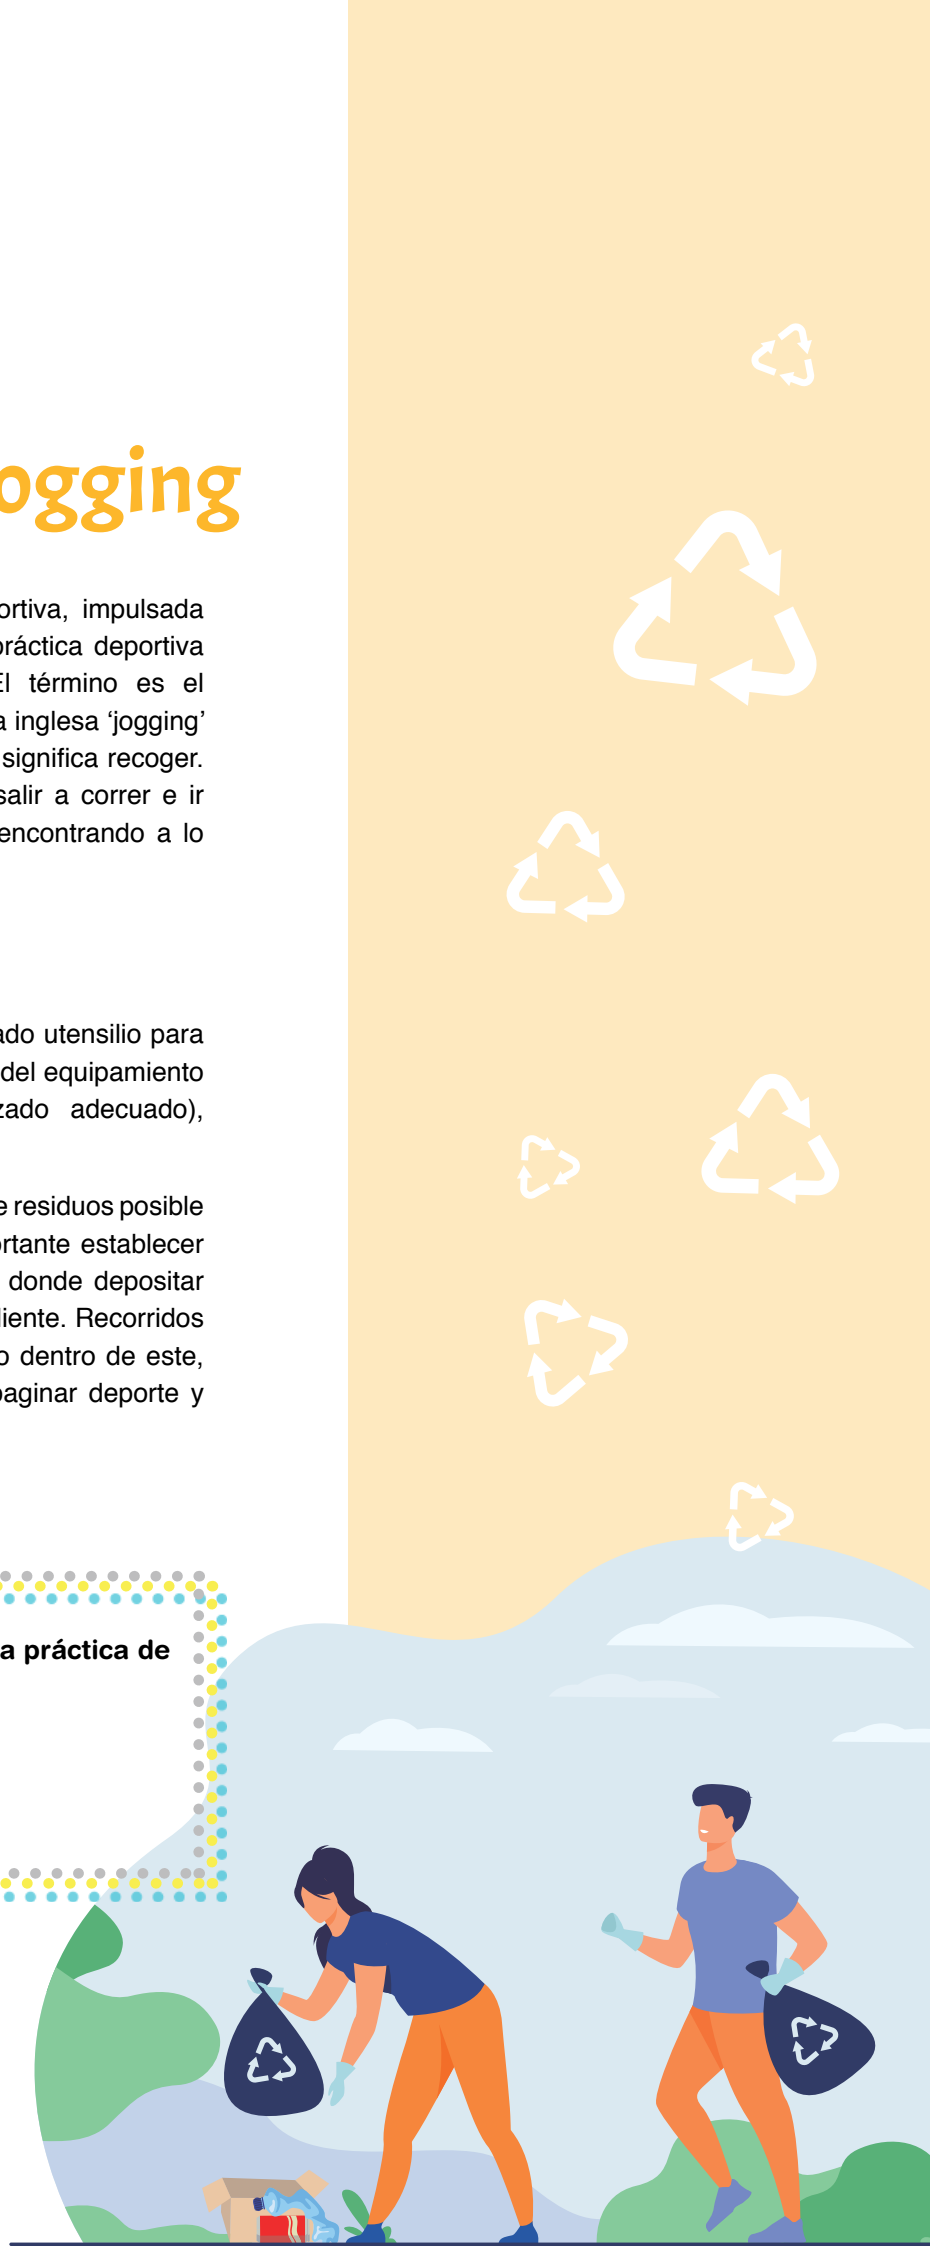 ogging
ortiva, impulsada
práctica deportiva
El término es el
a inglesa ‘jogging’
significa recoger.
salir a correr e ir
encontrando a lo
ado utensilio para
del equipamiento
zado adecuado),
e residuos posible
ortante establecer
donde depositar
liente. Recorridos
o dentro de este,
paginar deporte y
a práctica de